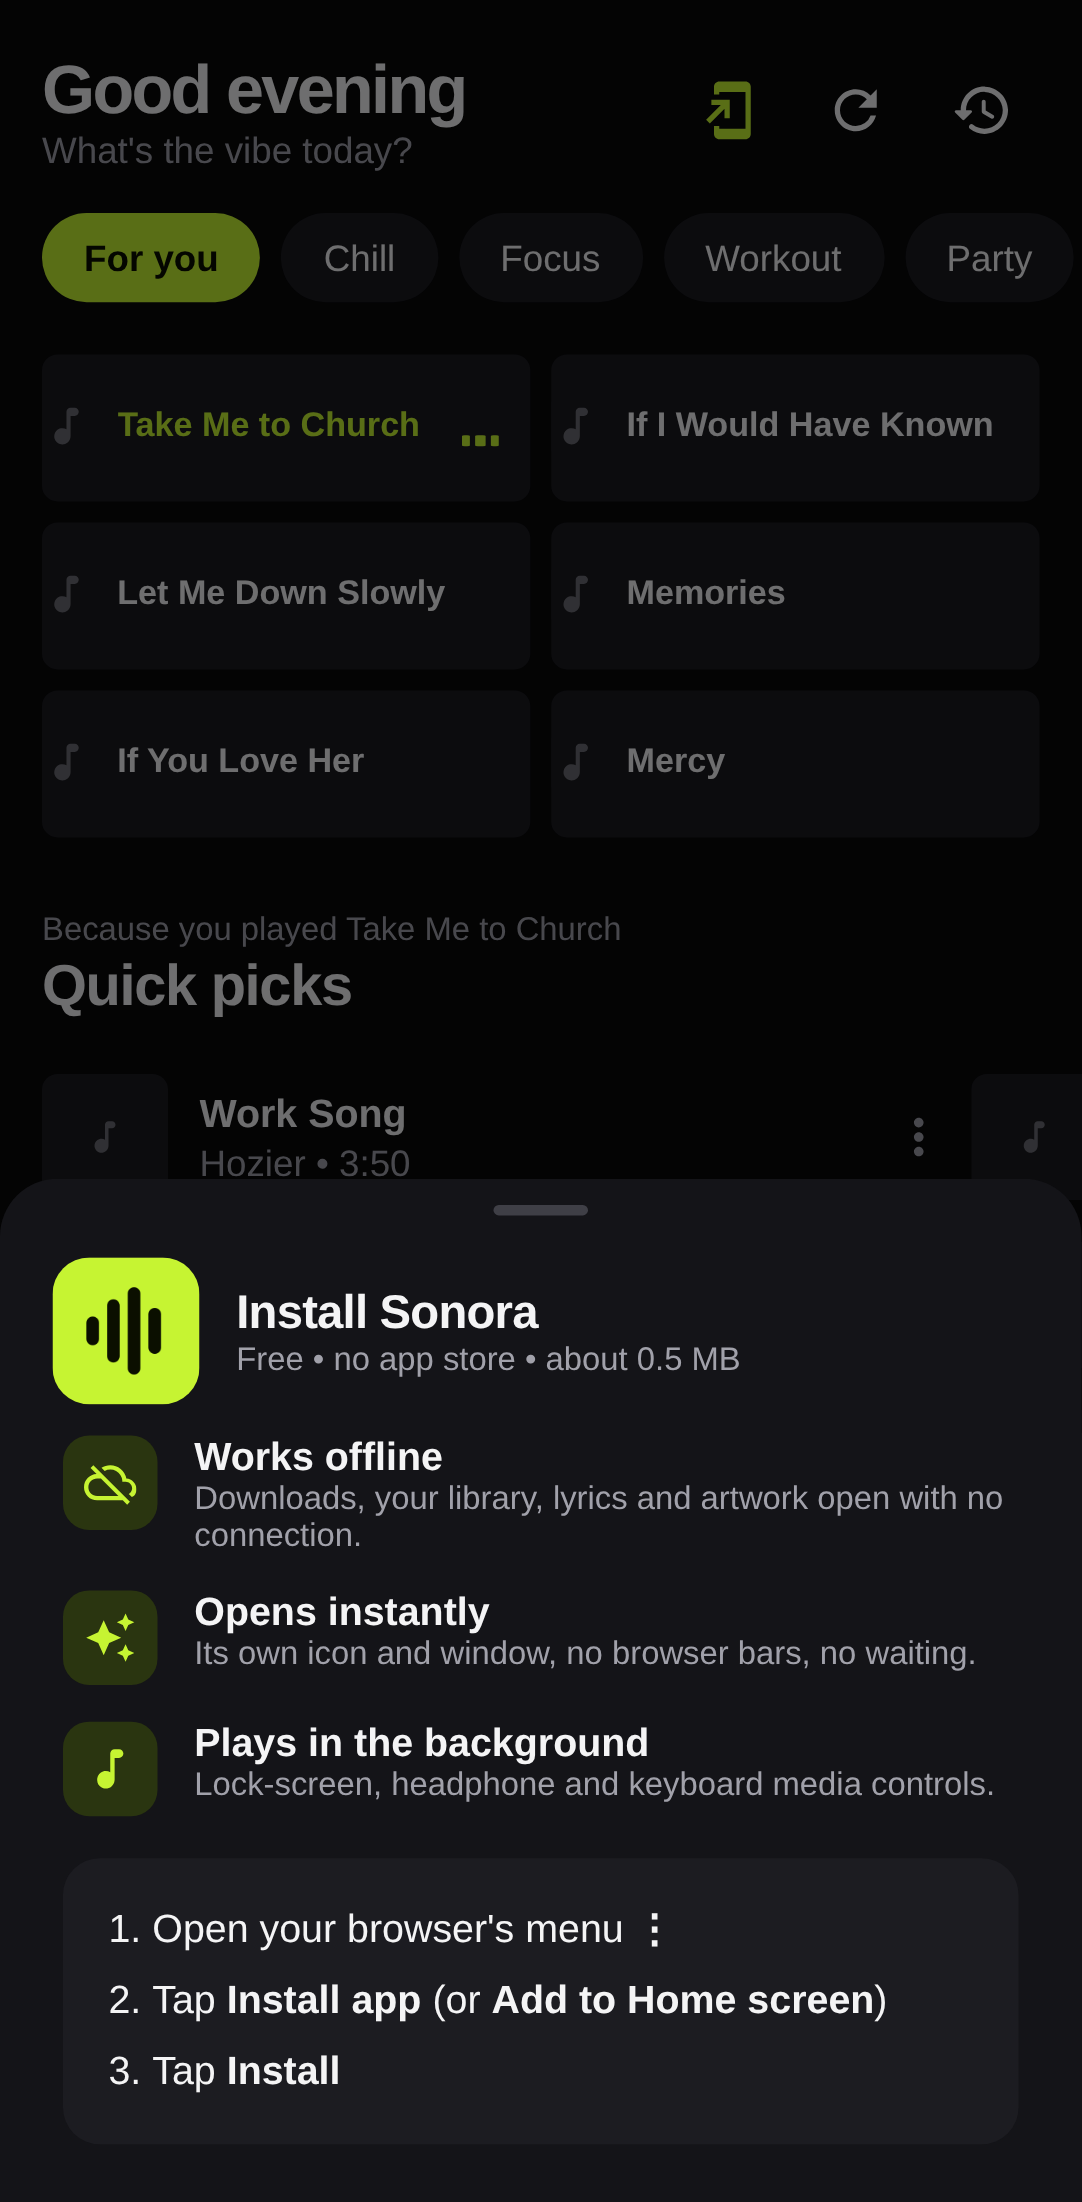 Good evening
What's the vibe today?
For you
Chill
Focus
Workout
Party
Take Me to Church
If I Would Have Known
Let Me Down Slowly
Memories
If You Love Her
Mercy
Because you played Take Me to Church
Quick picks
Work Song
Hozier • 3:50
Install Sonora
Free • no app store • about 0.5 MB
Works offline
Downloads, your library, lyrics and artwork open with no
connection.
Opens instantly
Its own icon and window, no browser bars, no waiting.
Plays in the background
Lock-screen, headphone and keyboard media controls.
1. Open your browser's menu ⋮
2. Tap Install app (or Add to Home screen)
3. Tap Install